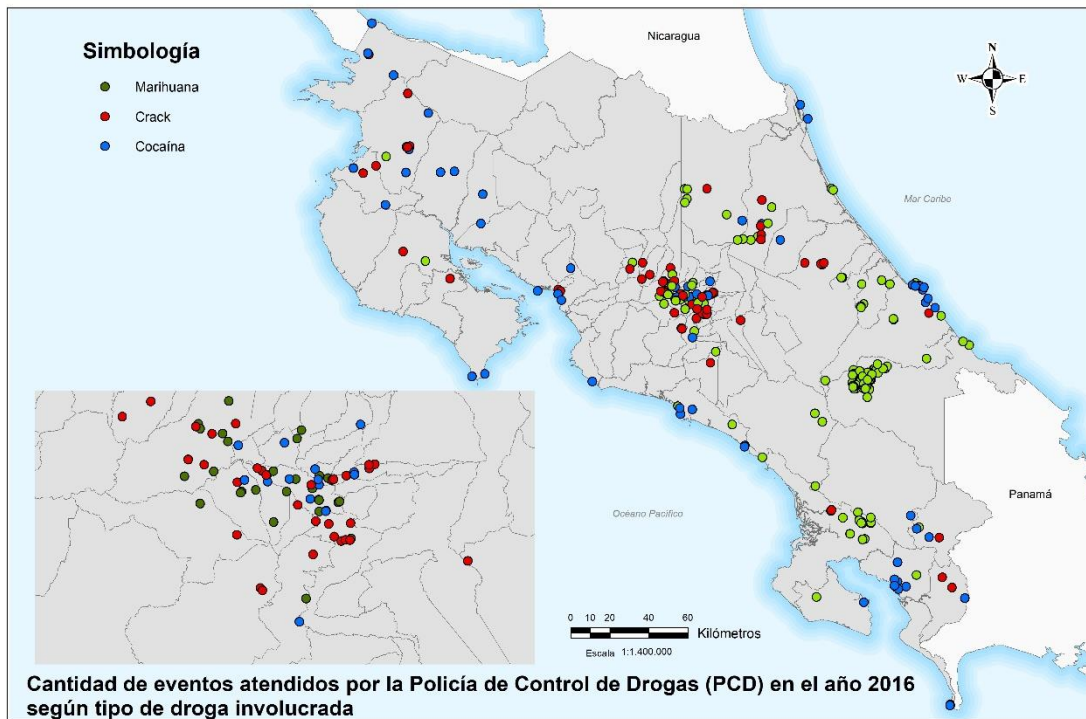 Simbología
Marihuana
Crack
Cocaína
Nicaragua
N
W E
S
Mar Caribo
Océano Pacífico
Panamá
0 10 20 40 60
Kilómetros
Escala 1:1.400.000
Cantidad de eventos atendidos por la Policía de Control de Drogas (PCD) en el año 2016
según tipo de droga involucrada